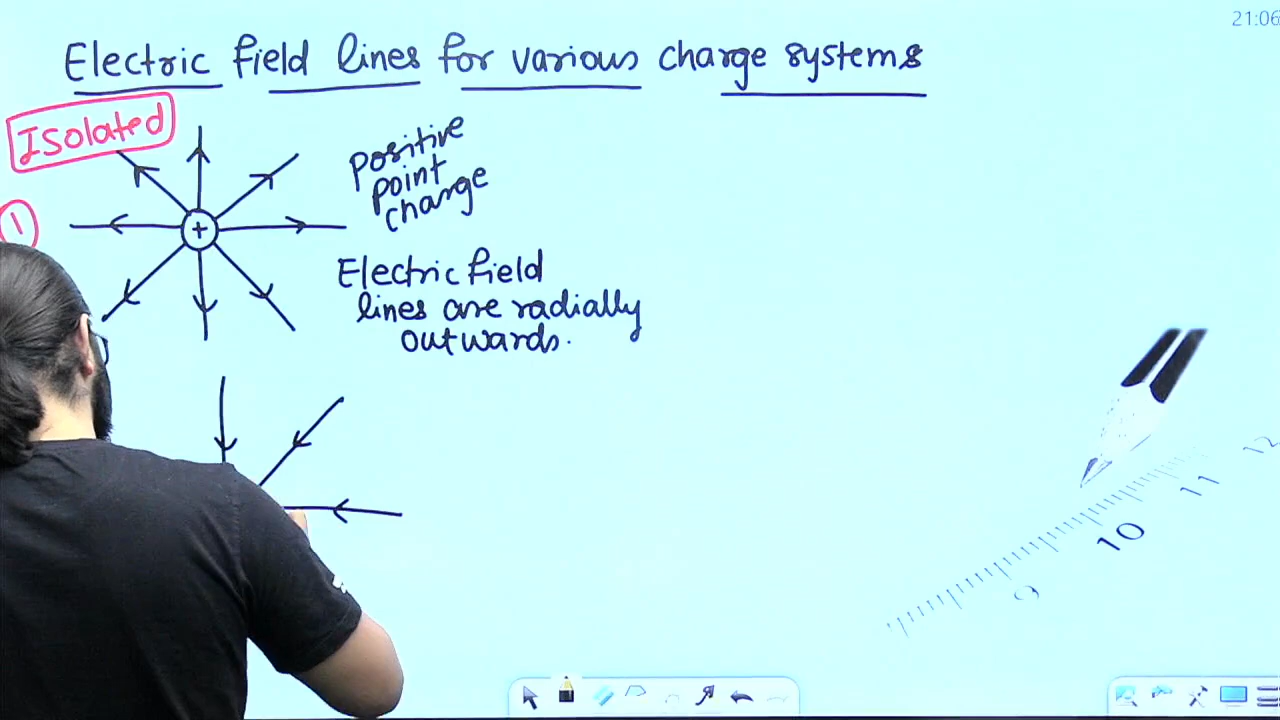 21:06
Electric field lines for various charge systems
Isolated
1
+
Positive
point
charge
Electric field
lines are radially
outwards.
9
10
11
12